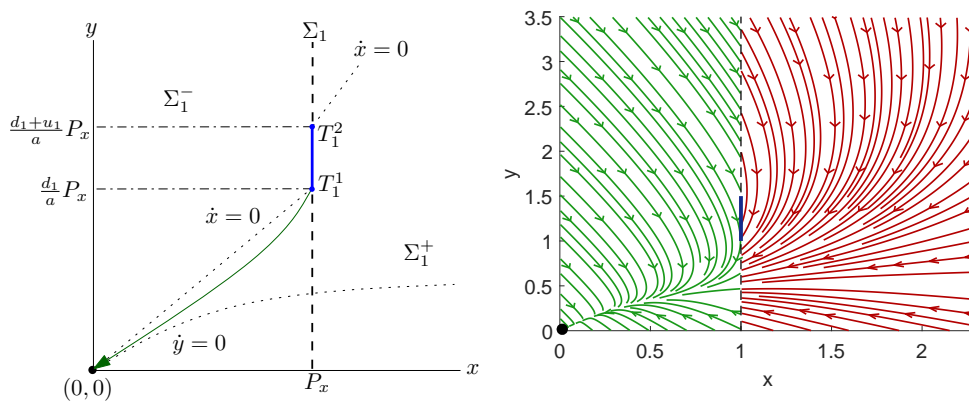 y
Σ₁
ẋ = 0
Σ₁⁻
(d₁+u₁)/a Pₓ
T₁²
d₁/a Pₓ
T₁¹
ẋ = 0
Σ₁⁺
ẏ = 0
(0, 0)
Pₓ
x
3.5
3
2.5
2
1.5
1
0.5
0
y
0
0.5
1
1.5
2
x